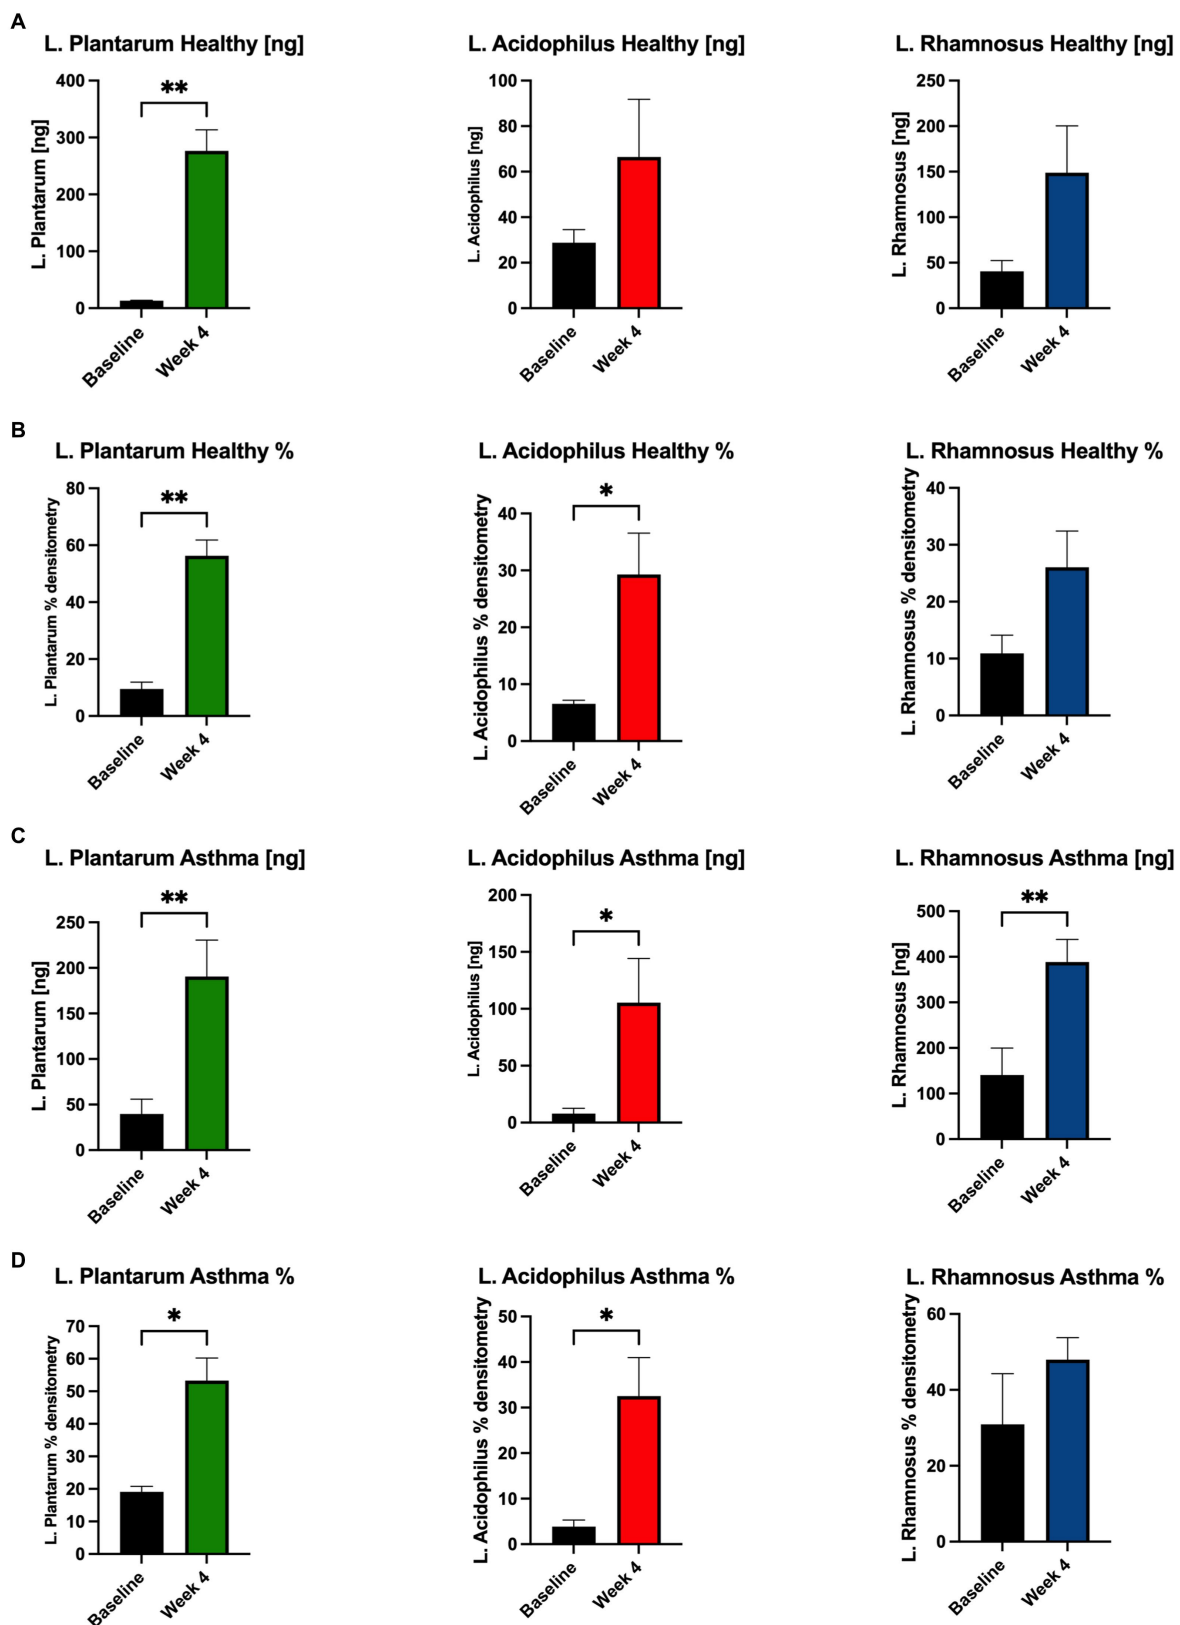 A
L. Plantarum Healthy [ng]
L. Plantarum [ng]
400
300
200
100
0
**
Baseline
Week 4
L. Acidophilus Healthy [ng]
L. Acidophilus [ng]
100
80
60
40
20
0
Baseline
Week 4
L. Rhamnosus Healthy [ng]
L. Rhamnosus [ng]
250
200
150
100
50
0
Baseline
Week 4
B
L. Plantarum Healthy %
L. Plantarum % densitometry
80
60
40
20
0
**
Baseline
Week 4
L. Acidophilus Healthy %
L. Acidophilus % densitometry
40
30
20
10
0
*
Baseline
Week 4
L. Rhamnosus Healthy %
L. Rhamnosus % densitometry
40
30
20
10
0
Baseline
Week 4
C
L. Plantarum Asthma [ng]
L. Plantarum [ng]
250
200
150
100
50
0
**
Baseline
Week 4
L. Acidophilus Asthma [ng]
L. Acidophilus [ng]
200
150
100
50
0
*
Baseline
Week 4
L. Rhamnosus Asthma [ng]
L. Rhamnosus [ng]
500
400
300
200
100
0
**
Baseline
Week 4
D
L. Plantarum Asthma %
L. Plantarum % densitometry
70
60
50
40
30
20
10
0
*
Baseline
Week 4
L. Acidophilus Asthma %
L. Acidophilus % densitometry
50
40
30
20
10
0
*
Baseline
Week 4
L. Rhamnosus Asthma %
L. Rhamnosus % densitometry
60
40
20
0
Baseline
Week 4